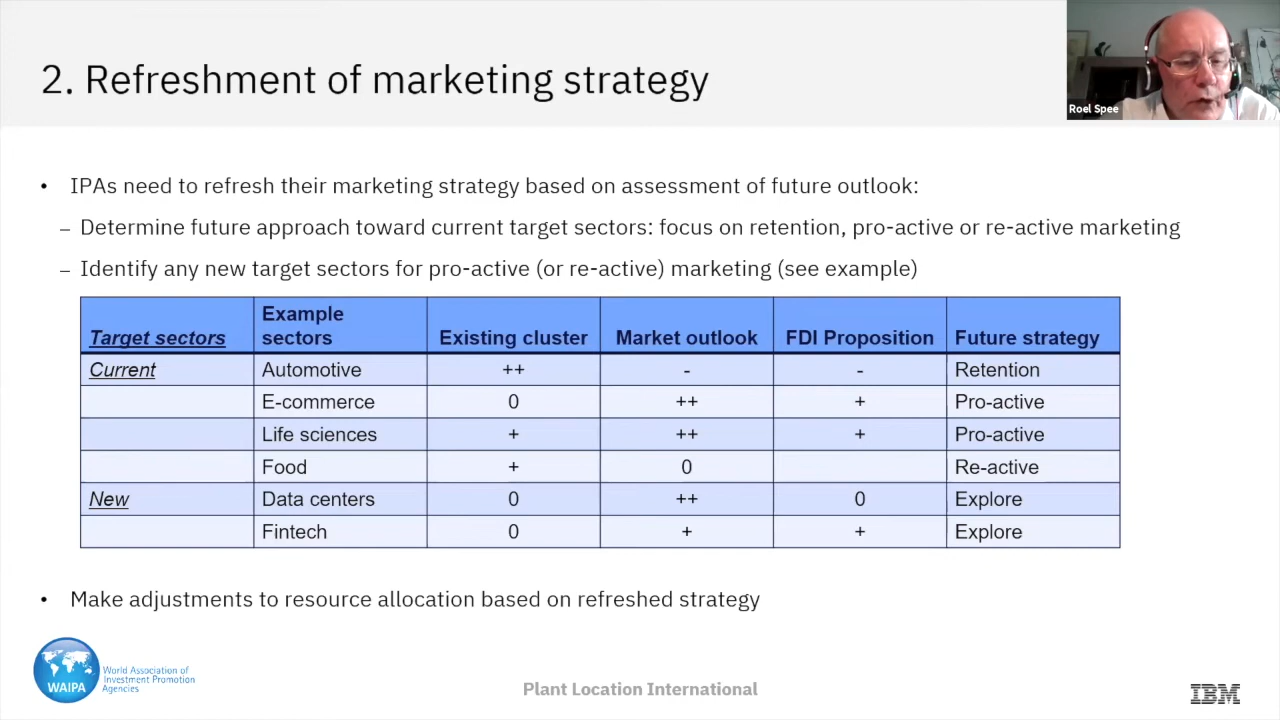 2. Refreshment of marketing strategy
Roel Spee
• IPAs need to refresh their marketing strategy based on assessment of future outlook:
– Determine future approach toward current target sectors: focus on retention, pro-active or re-active marketing
– Identify any new target sectors for pro-active (or re-active) marketing (see example)
Target sectors Example sectors Existing cluster Market outlook FDI Proposition Future strategy
Current Automotive ++ - - Retention
E-commerce 0 ++ + Pro-active
Life sciences + ++ + Pro-active
Food + 0 Re-active
New Data centers 0 ++ 0 Explore
Fintech 0 + + Explore
• Make adjustments to resource allocation based on refreshed strategy
WAIPA
World Association of
Investment Promotion
Agencies
Plant Location International
IBM